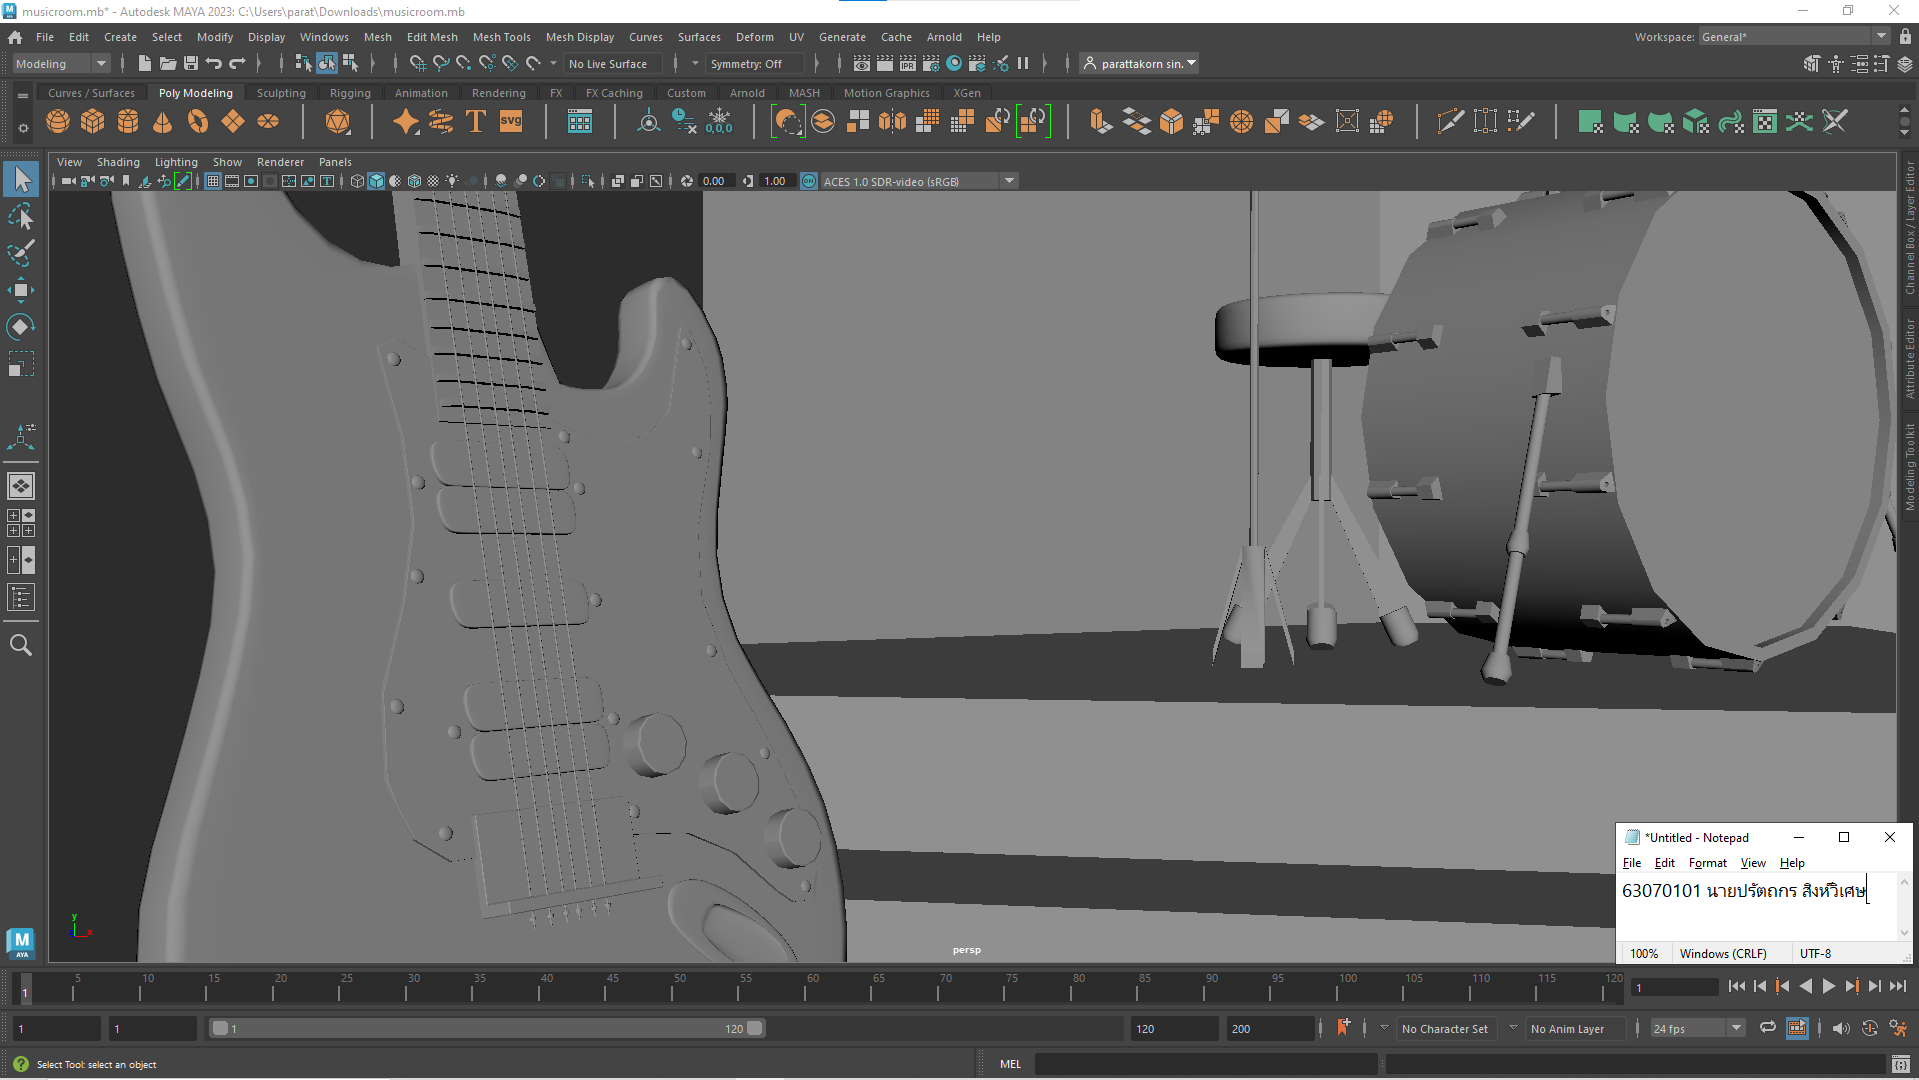 musicroom.mb* - Autodesk MAYA 2023: C:\Users\parat\Downloads\musicroom.mb
File Edit Create Select Modify Display Windows Mesh Edit Mesh Mesh Tools Mesh Display Curves Surfaces Deform UV Generate Cache Arnold Help
Workspace: General*
Modeling
No Live Surface
Symmetry: Off
IPR
parattakorn sin.
Curves / Surfaces Poly Modeling Sculpting Rigging Animation Rendering FX FX Caching Custom Arnold MASH Motion Graphics XGen
T
svg
0,0,0
View Shading Lighting Show Renderer Panels
0.00
1.00
ON
ACES 1.0 SDR-video (sRGB)
Channel Box / Layer Editor
Attribute Editor
Modeling Toolkit
M
AYA
y
x
persp
*Untitled - Notepad
File Edit Format View Help
63070101 นายปรัตถกร สิงห์วิเศษ
100% Windows (CRLF) UTF-8
1 5 10 15 20 25 30 35 40 45 50 55 60 65 70 75 80 85 90 95 100 105 110 115 120
1
1
1
1 120
120
200
No Character Set
No Anim Layer
24 fps
Select Tool: select an object
MEL